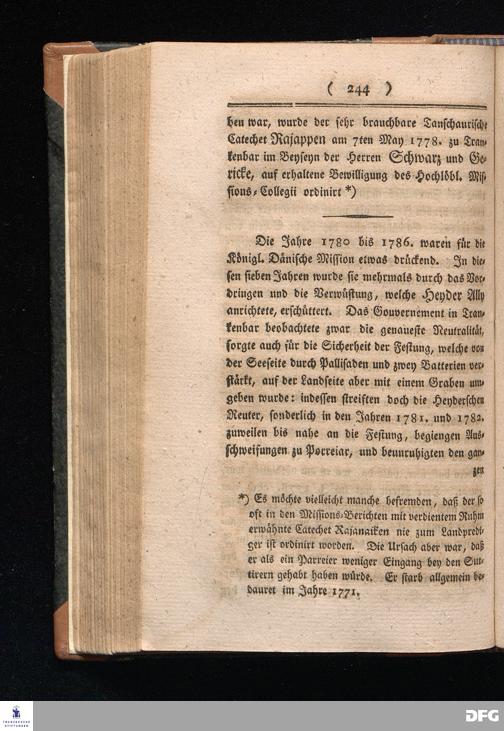 ( 244 )
ben war, wurde der sehr brauchbare Tanschaurische
Catechet Rajappen am 7ten May 1778. zu Tran-
kenbar im Beyseyn der Herren Schwarz und Ge-
ricke, auf erhaltene Bewilligung des Hochlöbl. Mis-
sions-Collegii ordinirt *)
Die Jahre 1780 bis 1786. waren für die
Königl. Dänische Mission etwas drückend. In die-
sen sieben Jahren wurde sie mehrmals durch das Vor-
dringen und die Verwüstung, welche Heyder Ally
anrichtete, erschüttert. Das Gouvernement in Tran-
kenbar beobachtete zwar die genaueste Neutralität,
sorgte auch für die Sicherheit der Festung, welche von
der Seeseite durch Pallisaden und zwey Batterien ver-
stärkt, auf der Landseite aber mit einem Graben um-
geben wurde: indessen streiften doch die Heyderschen
Reuter, sonderlich in den Jahren 1781. und 1782.
zuweilen bis nahe an die Festung, begiengen Aus-
schweifungen zu Porreiar, und beunruhigten den gan-
zen
*) Es möchte vielleicht manche befremden, daß der so
oft in den Missions-Berichten mit verdientem Ruhm
erwähnte Catechet Rajanaiken nie zum Landpredi-
ger ist ordinirt worden. Die Ursach aber war, daß
er als ein Parreier weniger Eingang bey den Sut-
tirern gehabt haben würde. Er starb allgemein be-
dauret im Jahre 1771.
FRANCKESCHE
STIFTUNGEN
DFG